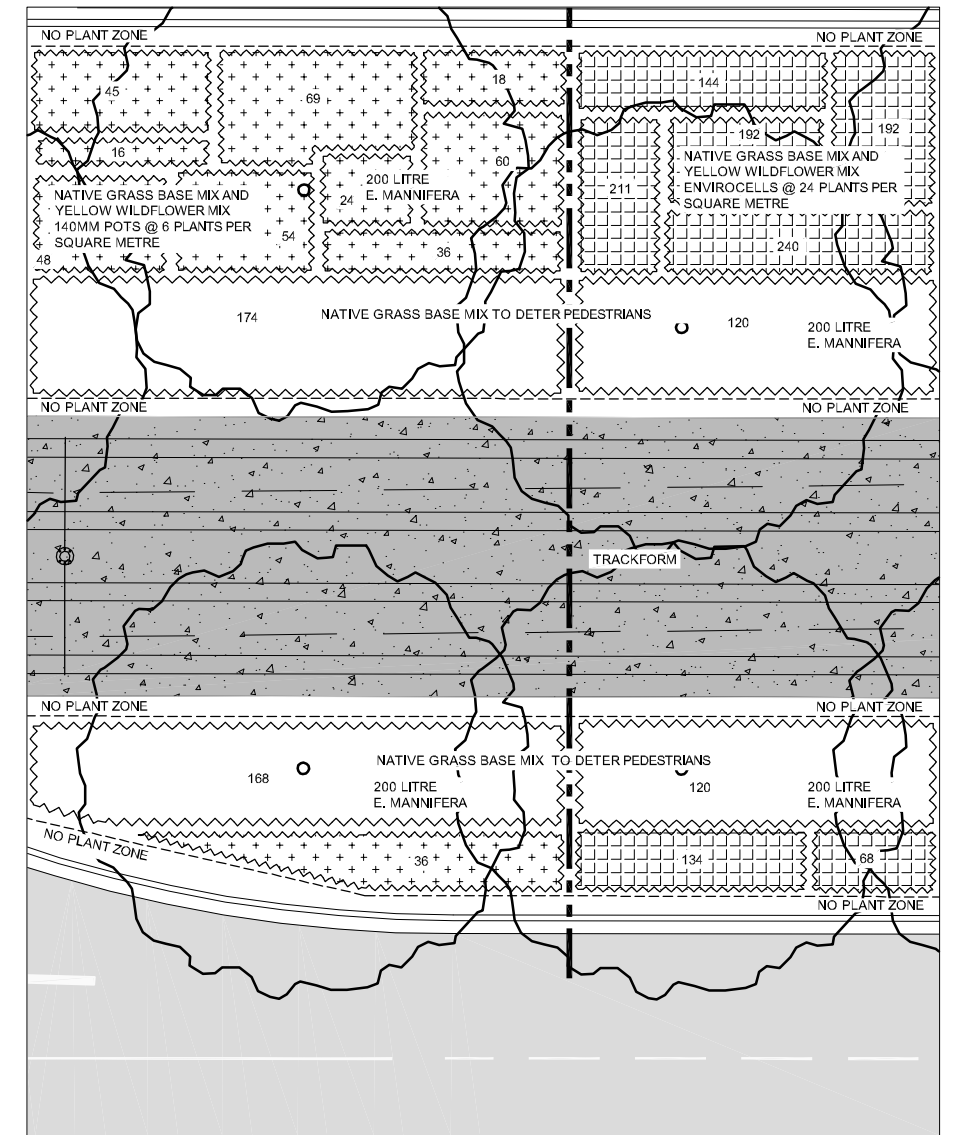 NO PLANT ZONE
NO PLANT ZONE
45
69
18
144
192
192
16
60
211
NATIVE GRASS BASE MIX AND
YELLOW WILDFLOWER MIX
ENVIROCELLS @ 24 PLANTS PER
SQUARE METRE
200 LITRE
E. MANNIFERA
24
NATIVE GRASS BASE MIX AND
YELLOW WILDFLOWER MIX
140MM POTS @ 6 PLANTS PER
SQUARE METRE
48
54
36
240
174
NATIVE GRASS BASE MIX TO DETER PEDESTRIANS
120
200 LITRE
E. MANNIFERA
NO PLANT ZONE
NO PLANT ZONE
TRACKFORM
NO PLANT ZONE
NO PLANT ZONE
NATIVE GRASS BASE MIX TO DETER PEDESTRIANS
168
200 LITRE
E. MANNIFERA
120
200 LITRE
E. MANNIFERA
NO PLANT ZONE
36
134
68
NO PLANT ZONE